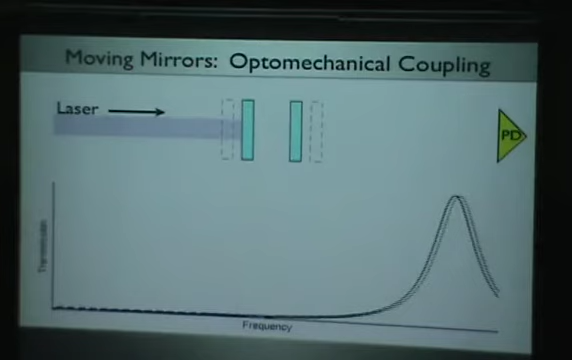 Moving Mirrors: Optomechanical Coupling
Laser
PD
Transmission
Frequency